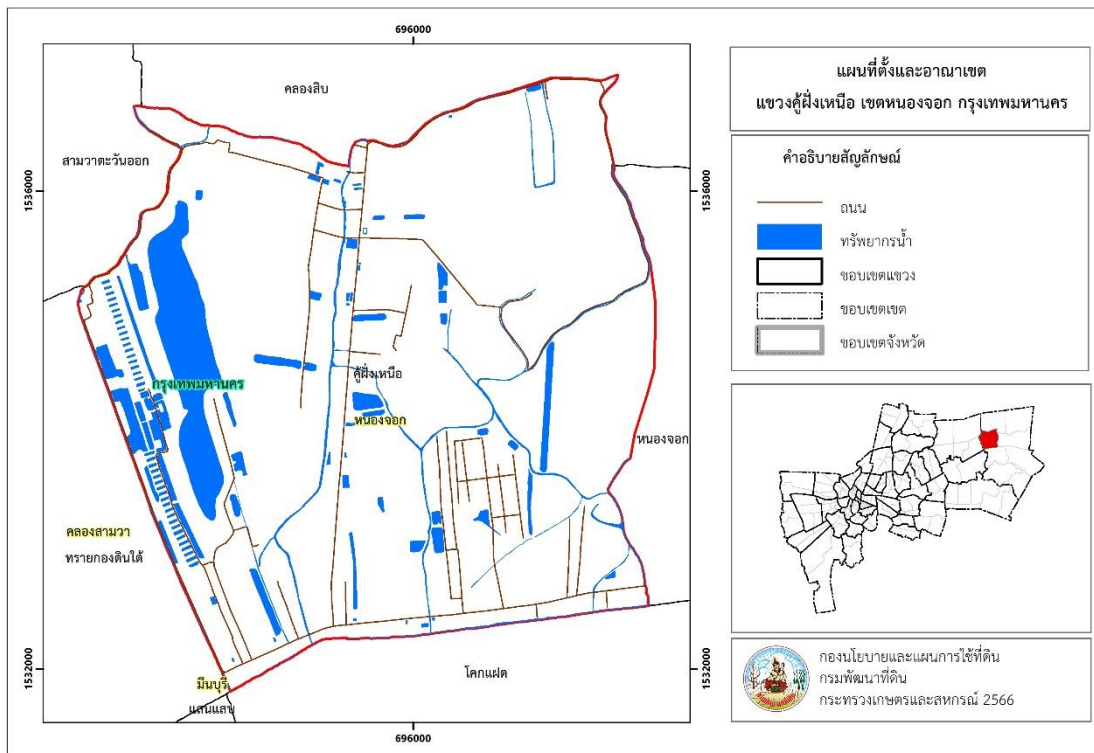 696000
คลองสิบ
สามวาตะวันออก
1536000
1536000
กรุงเทพมหานคร
คู้ฝั่งเหนือ
หนองจอก
หนองจอก
คลองสามวา
ทรายกองดินใต้
1532000
1532000
มีนบุรี
แสนแสบ
โคกแฝด
696000
แผนที่ตั้งและอาณาเขต
แขวงคู้ฝั่งเหนือ เขตหนองจอก กรุงเทพมหานคร
คำอธิบายสัญลักษณ์
ถนน
ทรัพยากรน้ำ
ขอบเขตแขวง
ขอบเขตเขต
ขอบเขตจังหวัด
กองนโยบายและแผนการใช้ที่ดิน
กรมพัฒนาที่ดิน
กระทรวงเกษตรและสหกรณ์ 2566